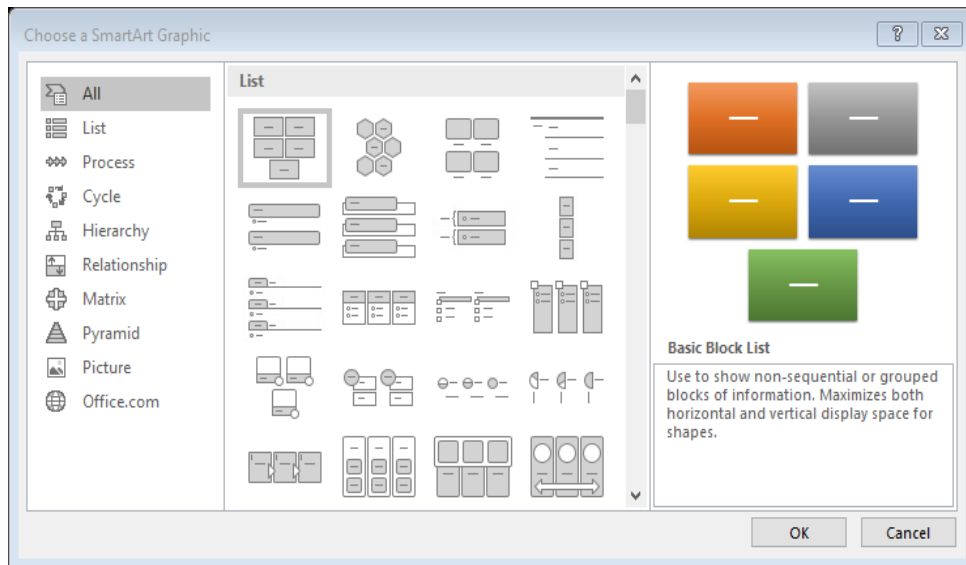 Choose a SmartArt Graphic
All
List
Process
Cycle
Hierarchy
Relationship
Matrix
Pyramid
Picture
Office.com
List
Basic Block List
Use to show non-sequential or grouped
blocks of information. Maximizes both
horizontal and vertical display space for
shapes.
OK
Cancel